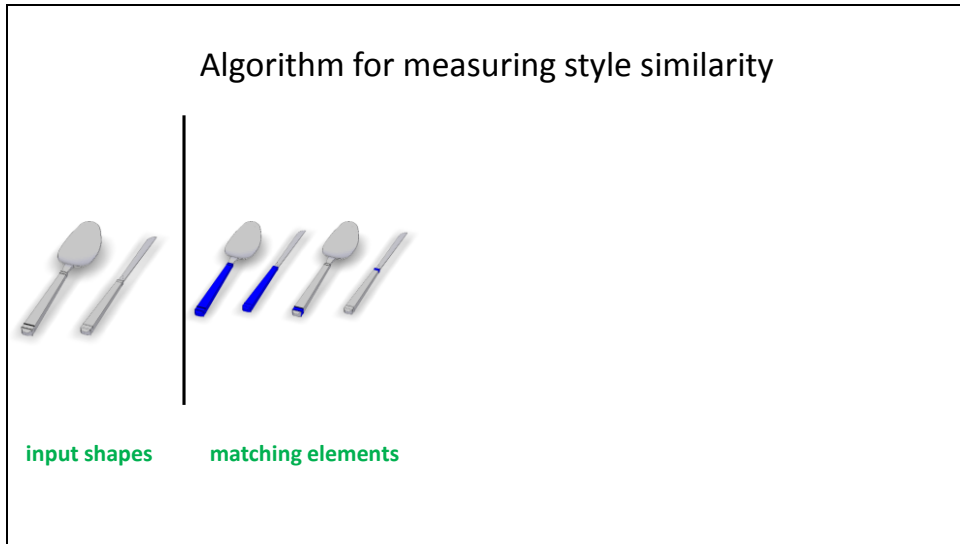 Algorithm for measuring style similarity
input shapes
matching elements